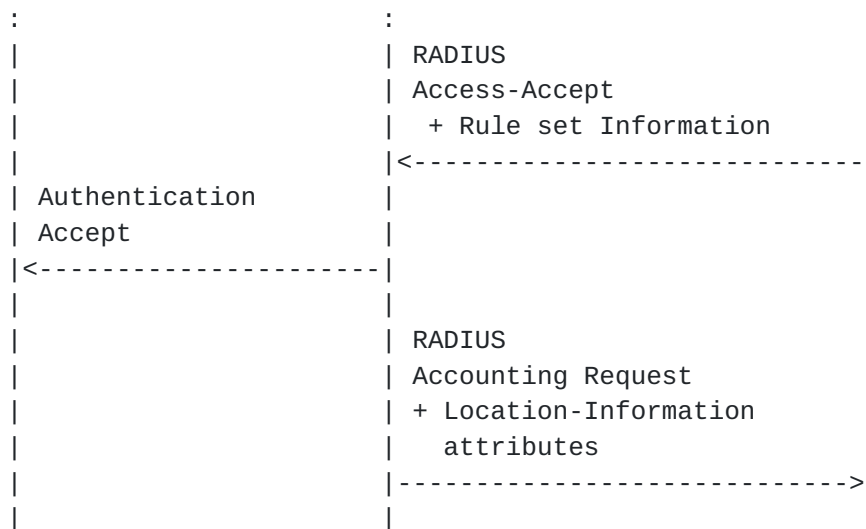 :                       :
|                       | RADIUS
|                       | Access-Accept
|                       |  + Rule set Information
|                       |<-----------------------------
| Authentication        |
| Accept                |
|<----------------------|
|                       |
|                       | RADIUS
|                       | Accounting Request
|                       | + Location-Information
|                       |   attributes
|                       |----------------------------->
|                       |